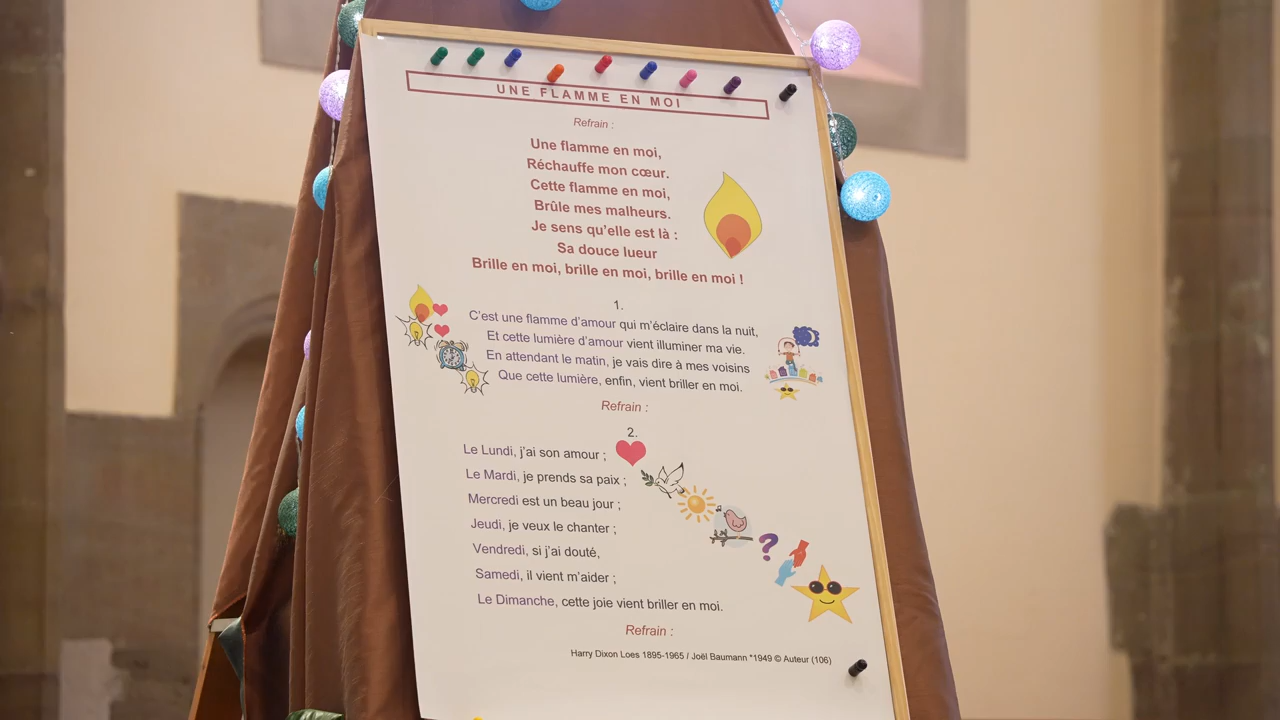 UNE FLAMME EN MOI
Refrain :
Une flamme en moi,
Réchauffe mon cœur.
Cette flamme en moi,
Brûle mes malheurs.
Je sens qu'elle est là :
Sa douce lueur
Brille en moi, brille en moi, brille en moi !
1.
C'est une flamme d'amour qui m'éclaire dans la nuit,
Et cette lumière d'amour vient illuminer ma vie.
En attendant le matin, je vais dire à mes voisins
Que cette lumière, enfin, vient briller en moi.
Refrain :
2.
Le Lundi, j'ai son amour ;
Le Mardi, je prends sa paix ;
Mercredi est un beau jour ;
Jeudi, je veux le chanter ;
Vendredi, si j'ai douté,
Samedi, il vient m'aider ;
Le Dimanche, cette joie vient briller en moi.
Refrain :
Harry Dixon Loes 1895-1965 / Joël Baumann *1949 © Auteur (106)